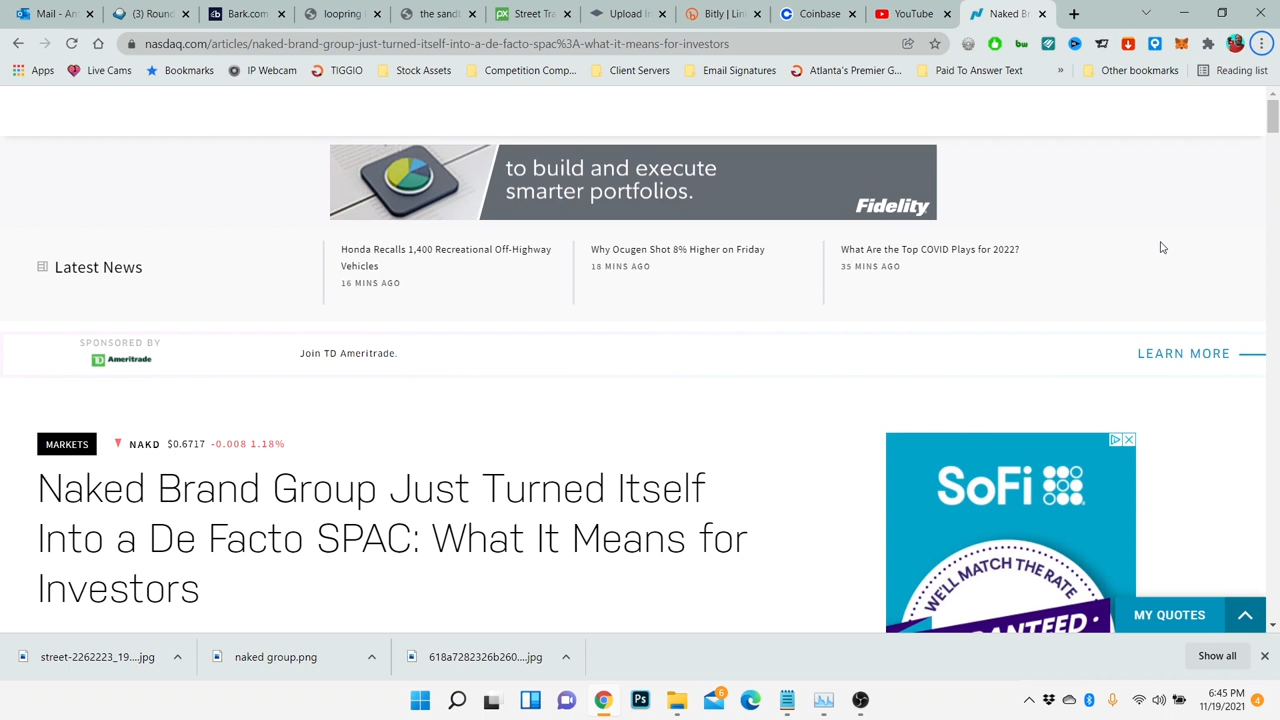 Mail - An
(2) Round
Bark.com
looping l
the sandt
Street Tra
Upload I
Bitly | Lin
Coinbase
YouTube
Naked Br
nasdaq.com/articles/naked-brand-group-just-turned-itself-into-a-de-facto-spac%3A-what-it-means-for-investors
Apps
Live Cams
Bookmarks
IP Webcam
TIGGIO
Stock Assets
Competition Comp...
Client Servers
Email Signatures
Atlanta's Premier G...
Paid To Answer Text
»
Other bookmarks
Reading list
to build and execute
smarter portfolios.
Fidelity
Latest News
Honda Recalls 1,400 Recreational Off-Highway
Vehicles
16 MINS AGO
Why Ocugen Shot 8% Higher on Friday
18 MINS AGO
What Are the Top COVID Plays for 2022?
35 MINS AGO
SPONSORED BY
TD Ameritrade
Join TD Ameritrade.
LEARN MORE
MARKETS
NAKD $0.6717 -0.008 1.18%
Naked Brand Group Just Turned Itself
Into a De Facto SPAC: What It Means for
Investors
SoFi
WE'LL MATCH THE RATE
MY QUOTES
street-2262223_19....jpg
naked group.png
618a7282326b260....jpg
Show all
Ps
6
6:45 PM
11/19/2021
4